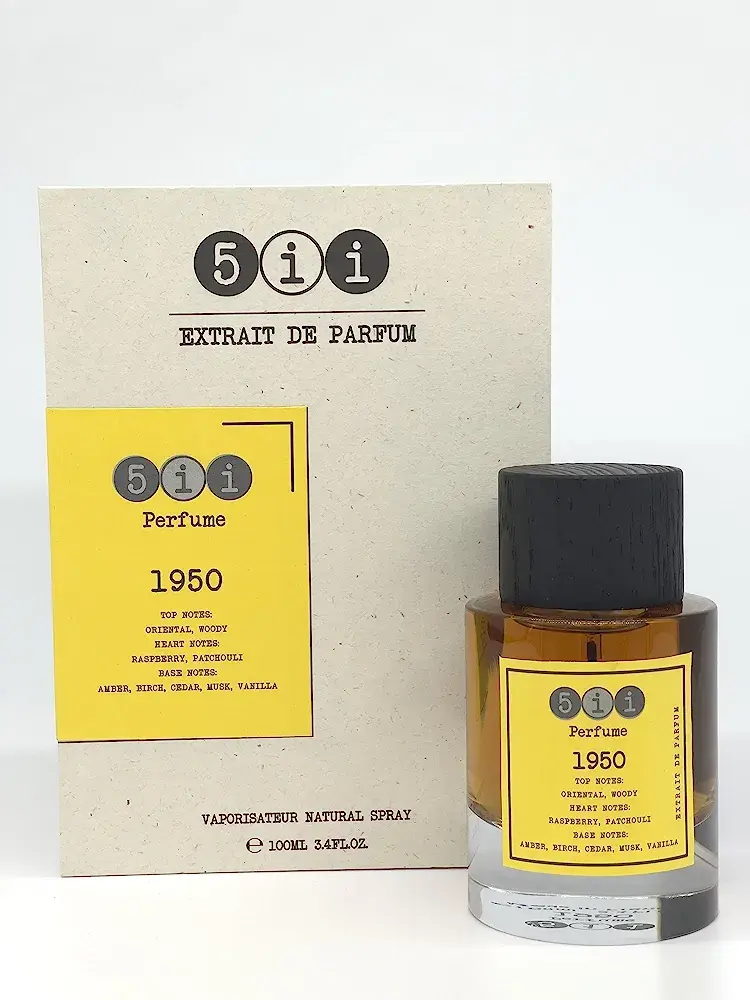 5ii
EXTRAIT DE PARFUM
5ii
Perfume
1950
TOP NOTES:
ORIENTAL, WOODY
HEART NOTES:
RASPBERRY, PATCHOULI
BASE NOTES:
AMBER, BIRCH, CEDAR, MUSK, VANILLA
VAPORISATEUR NATURAL SPRAY
℮ 100ML 3.4FL.OZ.
5ii
Perfume
1950
TOP NOTES:
ORIENTAL, WOODY
HEART NOTES:
RASPBERRY, PATCHOULI
BASE NOTES:
AMBER, BIRCH, CEDAR, MUSK, VANILLA
EXTRAIT DE PARFUM